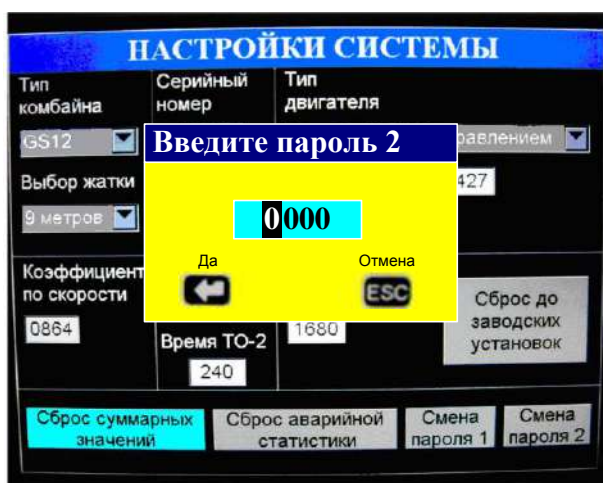 НАСТРОЙКИ СИСТЕМЫ
Тип
комбайна
Серийный
номер
Тип
двигателя
GS12
Введите пароль 2
Выбор жатки
427
9 метров
0000
Да
Отмена
ESC
Коэффициент
по скорости
Сброс до
заводских
установок
0864
Время ТО-2
1680
240
Сброс суммарных
значений
Сброс аварийной
статистики
Смена
пароля 1
Смена
пароля 2